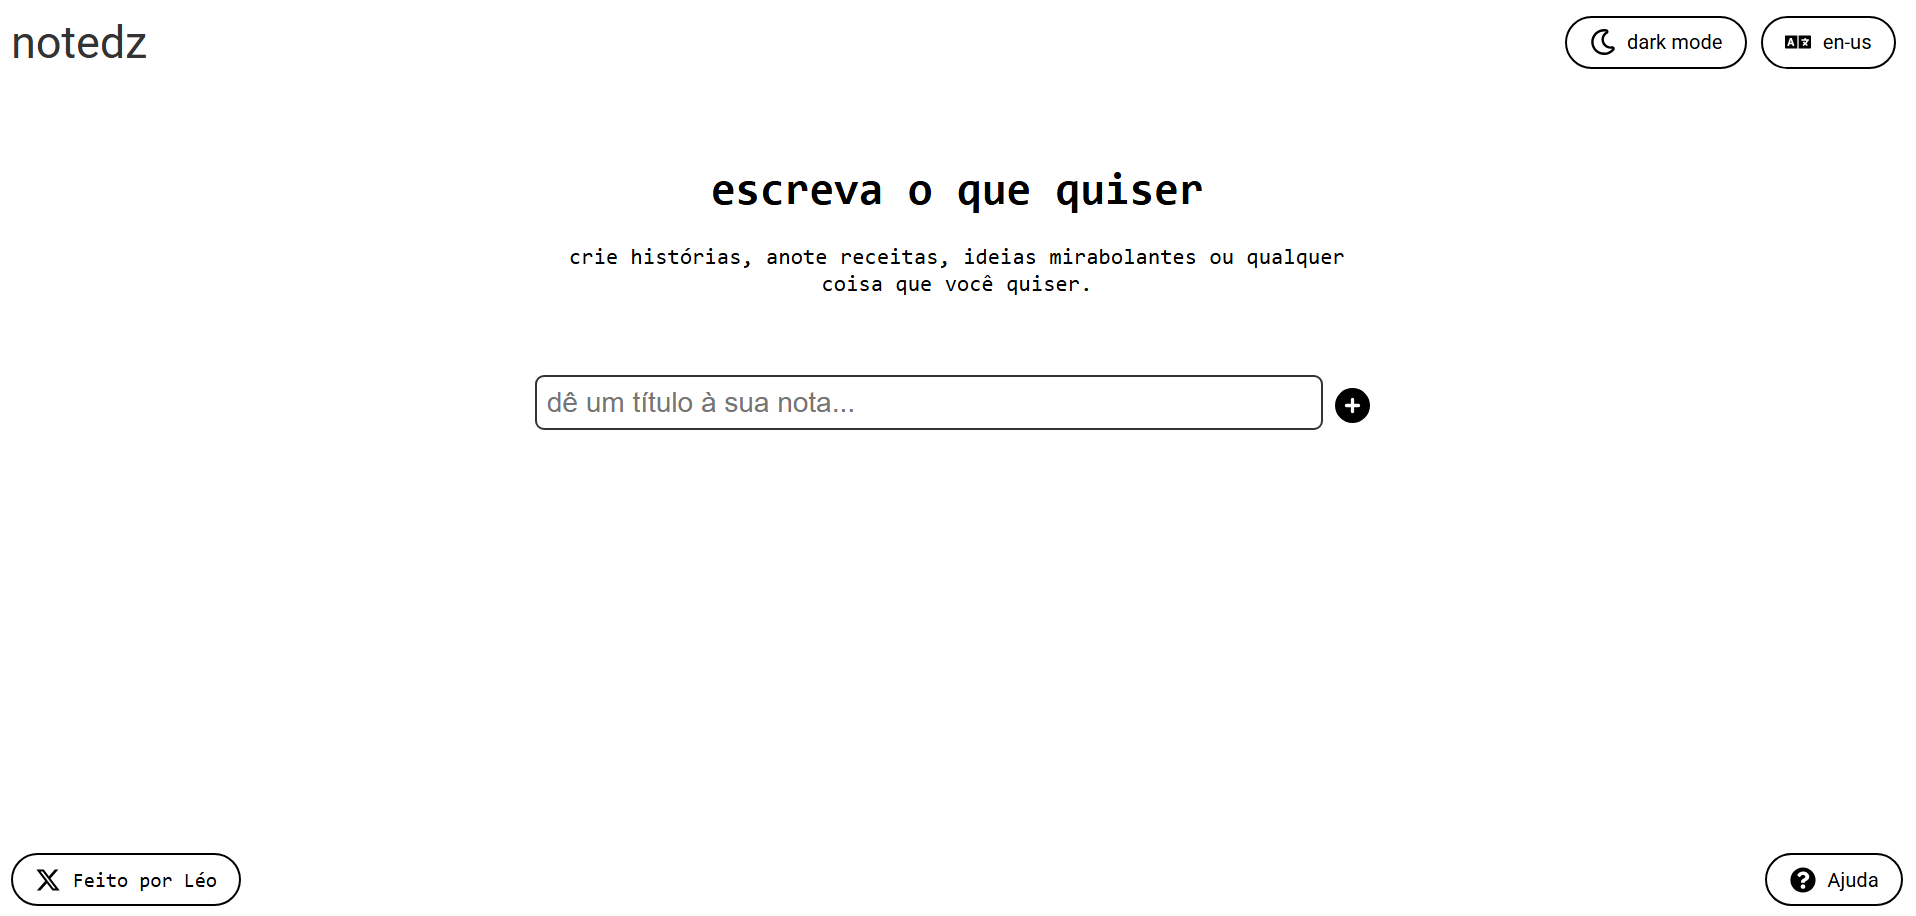 notedz
dark mode
en-us
escreva o que quiser
crie histórias, anote receitas, ideias mirabolantes ou qualquer
coisa que você quiser.
dê um título à sua nota...
Feito por Léo
Ajuda